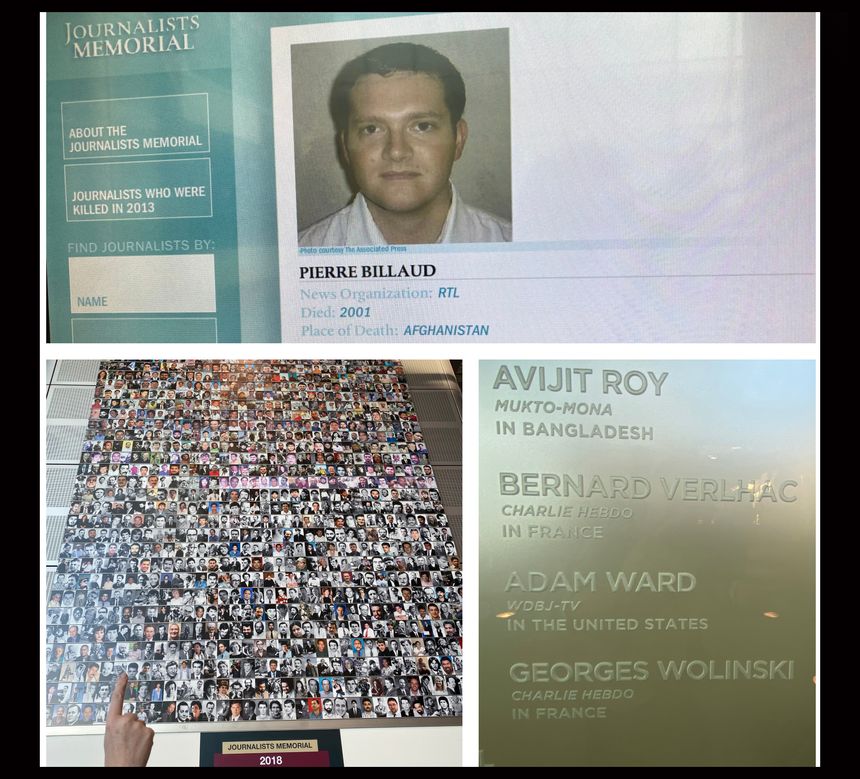 JOURNALISTS
MEMORIAL
ABOUT THE
JOURNALISTS MEMORIAL
JOURNALISTS WHO WERE
KILLED IN 2013
FIND JOURNALISTS BY:
NAME
Photo courtesy The Associated Press
PIERRE BILLAUD
News Organization: RTL
Died: 2001
Place of Death: AFGHANISTAN
JOURNALISTS MEMORIAL
2018
AVIJIT ROY
MUKTO-MONA
IN BANGLADESH
BERNARD VERLHAC
CHARLIE HEBDO
IN FRANCE
ADAM WARD
WDBJ-TV
IN THE UNITED STATES
GEORGES WOLINSKI
CHARLIE HEBDO
IN FRANCE